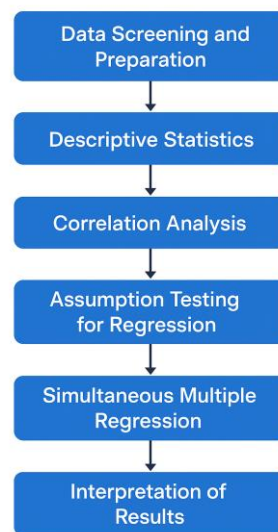 Data Screening and
Preparation
Descriptive Statistics
Correlation Analysis
Assumption Testing
for Regression
Simultaneous Multiple
Regression
Interpretation of
Results